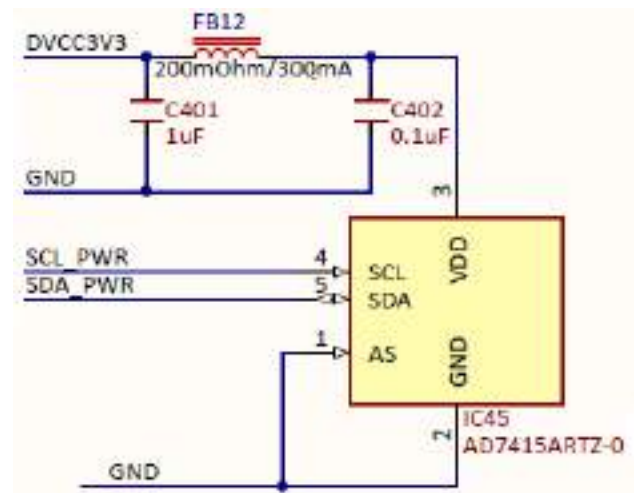 FB12
DVCC3V3
200mOhm/300mA
C401
1uF
C402
0.1uF
GND
3
SCL_PWR
4
SCL
VDD
SDA_PWR
5
SDA
1
AS
GND
2
IC45
AD7415ARTZ-0
GND